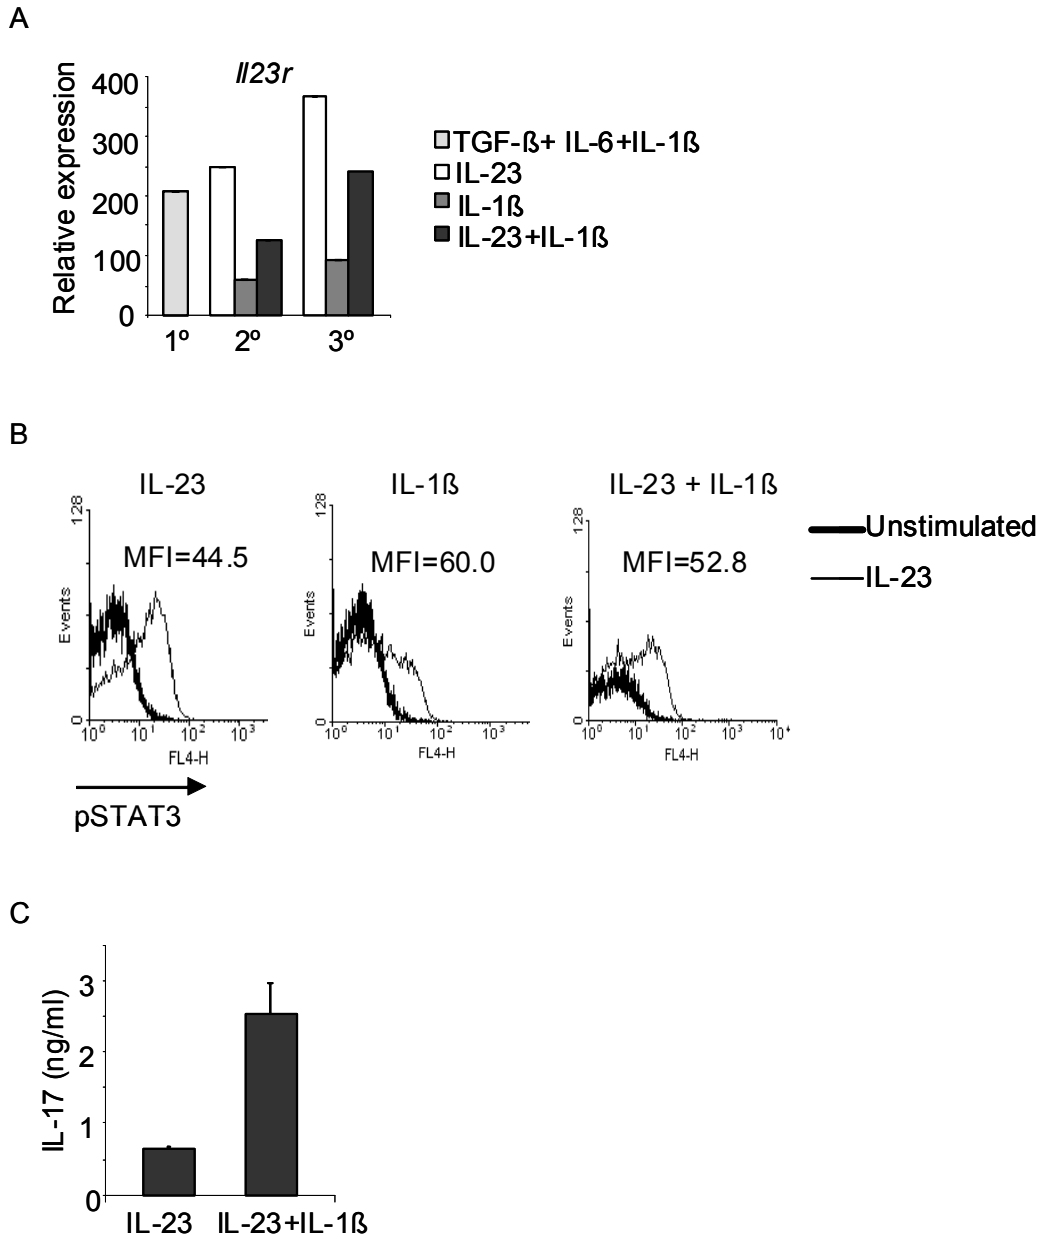 A
Il23r
Relative expression
400
300
200
100
0
1º 2º 3º
TGF-ß+ IL-6+IL-1ß
IL-23
IL-1ß
IL-23+IL-1ß
B
IL-23
MFI=44.5
128
Events
0
10⁰ 10¹ 10² 10³
FL4-H
pSTAT3
IL-1ß
MFI=60.0
128
Events
0
10⁰ 10¹ 10² 10³
FL4-H
IL-23 + IL-1ß
MFI=52.8
128
Events
0
10⁰ 10¹ 10² 10³ 10⁴
FL4-H
Unstimulated
IL-23
C
IL-17 (ng/ml)
3
2
1
0
IL-23 IL-23+IL-1ß